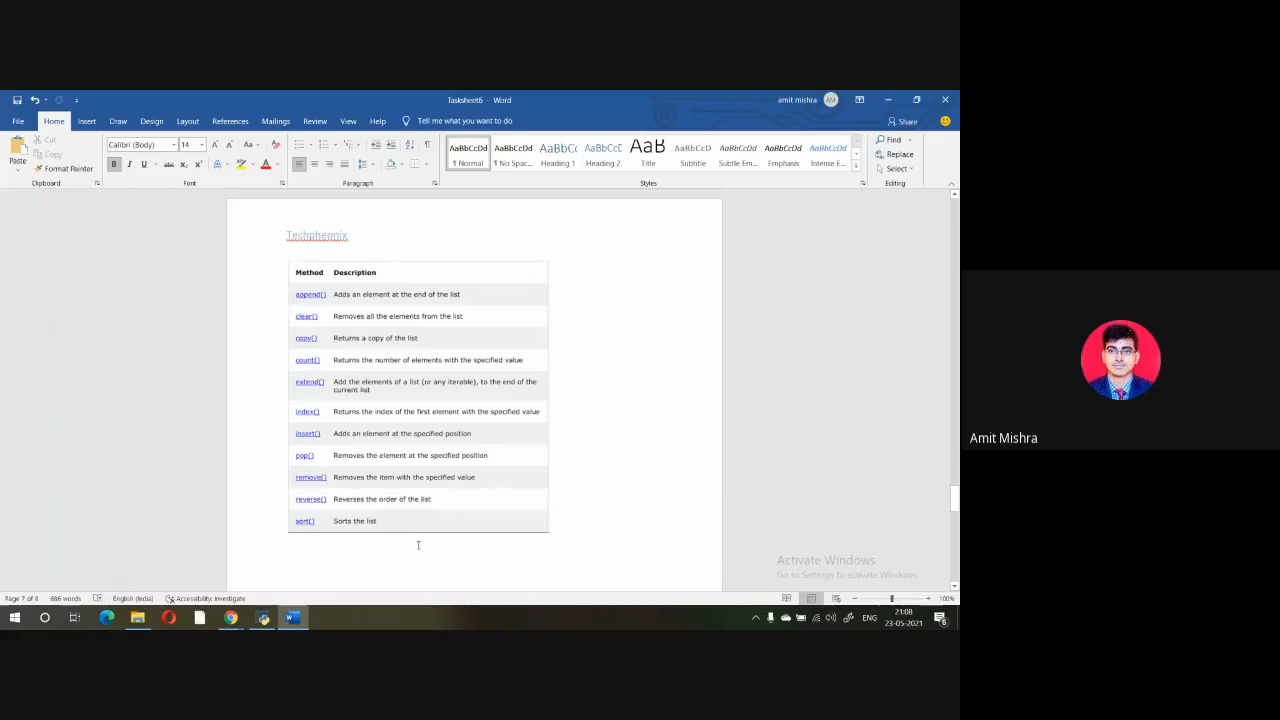 Tasksheet6 - Word
amit mishra
AM
File Home Insert Draw Design Layout References Mailings Review View Help Tell me what you want to do
Share
Paste
Cut
Copy
Format Painter
Clipboard
Calibri (Body) 14
Font
Paragraph
AaBbCcDd AaBbCcDd AaBbC( AaBbCcC AaB AaBbCcD AaBbCcDd AaBbCcDd AaBbCcDd
¶ Normal ¶ No Spac... Heading 1 Heading 2 Title Subtitle Subtle Em... Emphasis Intense E...
Styles
Find
Replace
Select
Editing
Techpheonix
Method Description
append() Adds an element at the end of the list
clear() Removes all the elements from the list
copy() Returns a copy of the list
count() Returns the number of elements with the specified value
extend() Add the elements of a list (or any iterable), to the end of the
current list
index() Returns the index of the first element with the specified value
insert() Adds an element at the specified position
pop() Removes the element at the specified position
remove() Removes the item with the specified value
reverse() Reverses the order of the list
sort() Sorts the list
Activate Windows
Go to Settings to activate Windows.
Page 7 of 8 686 words English (India) Accessibility: Investigate
100%
ENG
21:08
23-05-2021
Amit Mishra